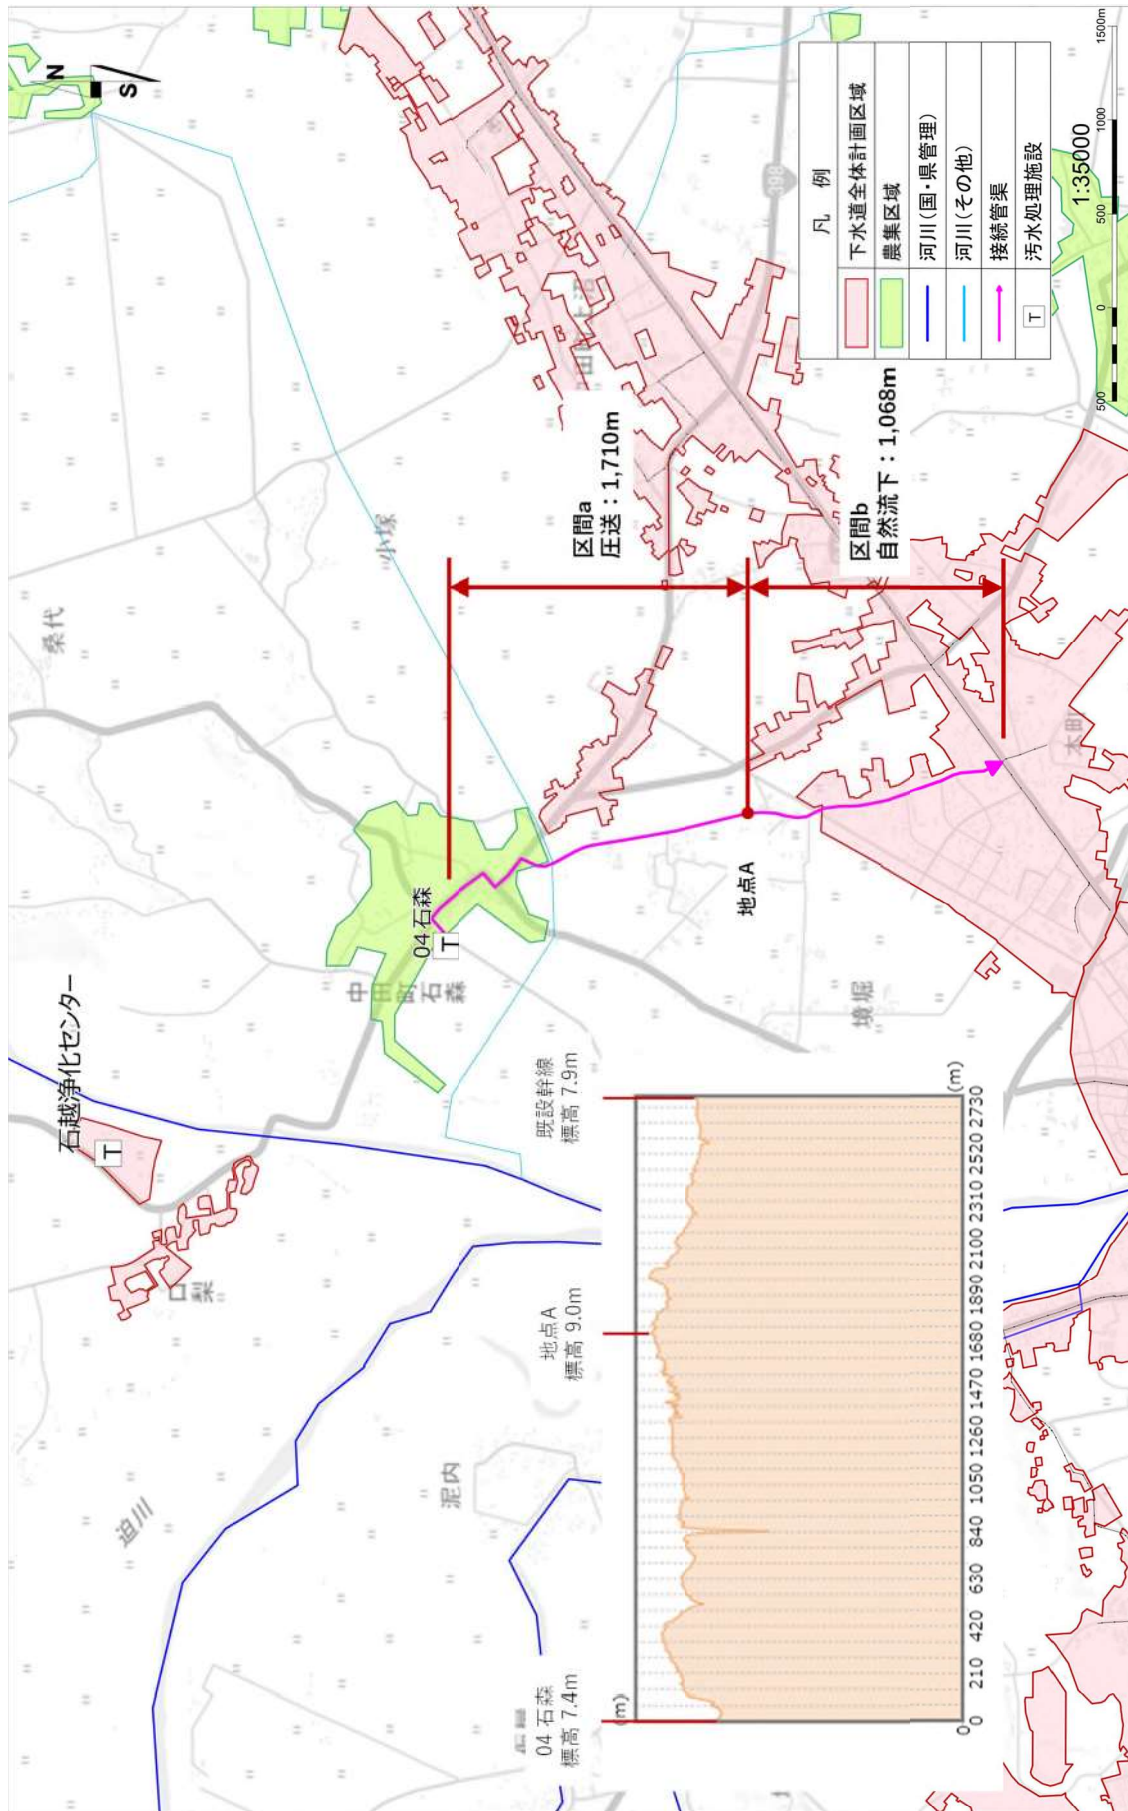 N
S
桑代
小塚
石越浄化センター
T
04 石森
T
中田町石森
区間a
圧送：1,710m
388
凡 例
下水道全体計画区域
農集区域
河川（国・県管理）
河川（その他）
接続管渠
T
汚水処理施設
1:35000
500
0
500
1000
1500m
区間b
自然流下：1,068m
地点A
境堀
本町
迫川
泥内
04 石森
標高 7.4m
地点A
標高 9.0m
既設幹線
標高 7.9m
(m)
0
0 210 420 630 840 1050 1260 1470 1680 1890 2100 2310 2520 2730
(m)